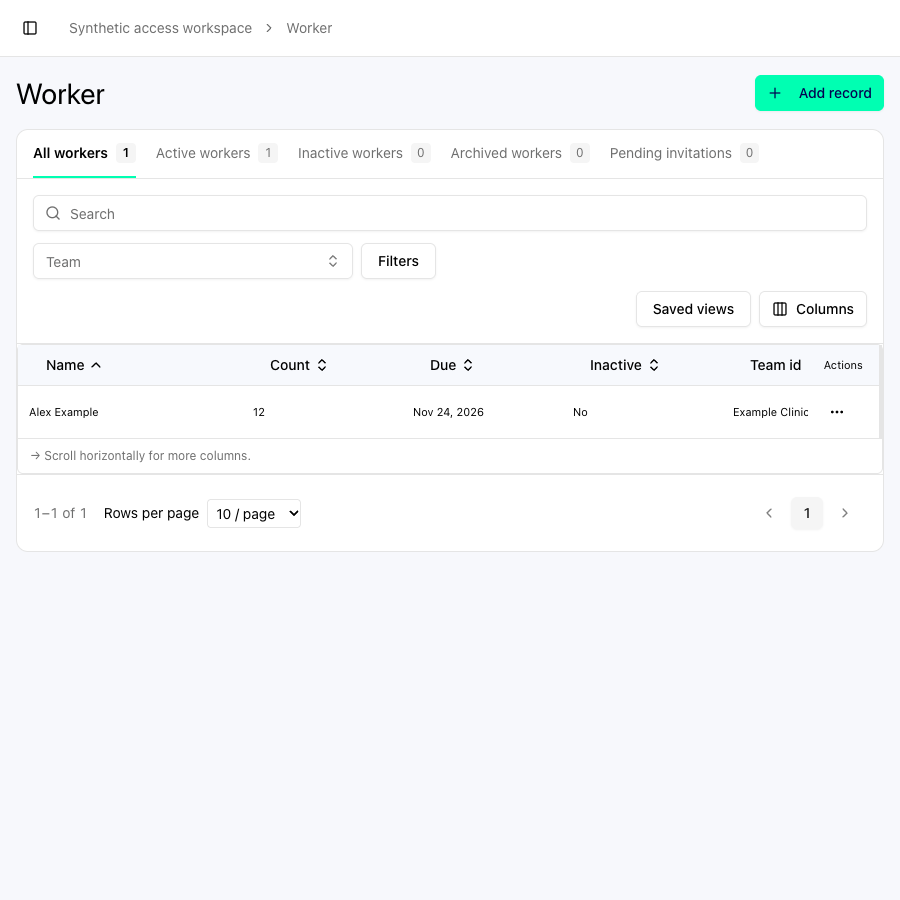 Synthetic access workspace > Worker
Worker
+ Add record
All workers 1 Active workers 1 Inactive workers 0 Archived workers 0 Pending invitations 0
Search
Team
Filters
Saved views Columns
Name Count Due Inactive Team id Actions
Alex Example 12 Nov 24, 2026 No Example Clinic ···
→ Scroll horizontally for more columns.
1–1 of 1 Rows per page 10 / page < 1 >